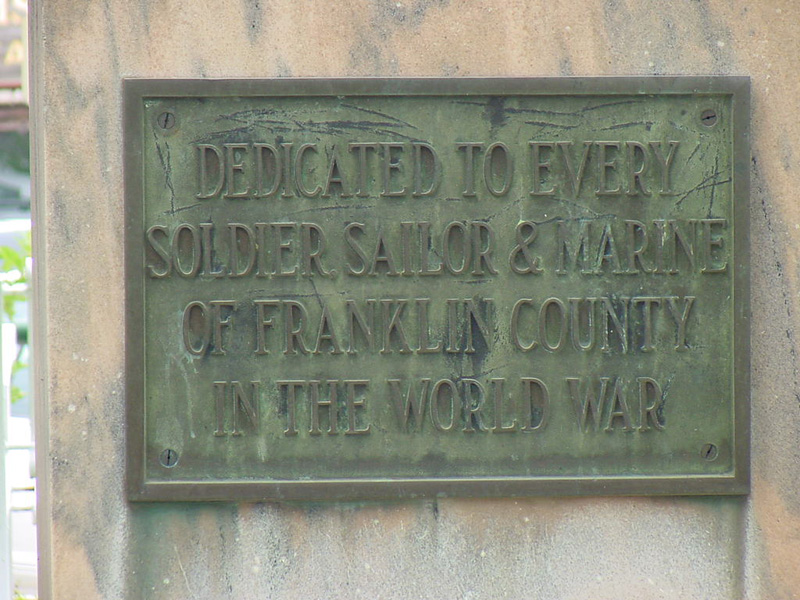 DEDICATED TO EVERY
SOLDIER, SAILOR & MARINE
OF FRANKLIN COUNTY
IN THE WORLD WAR